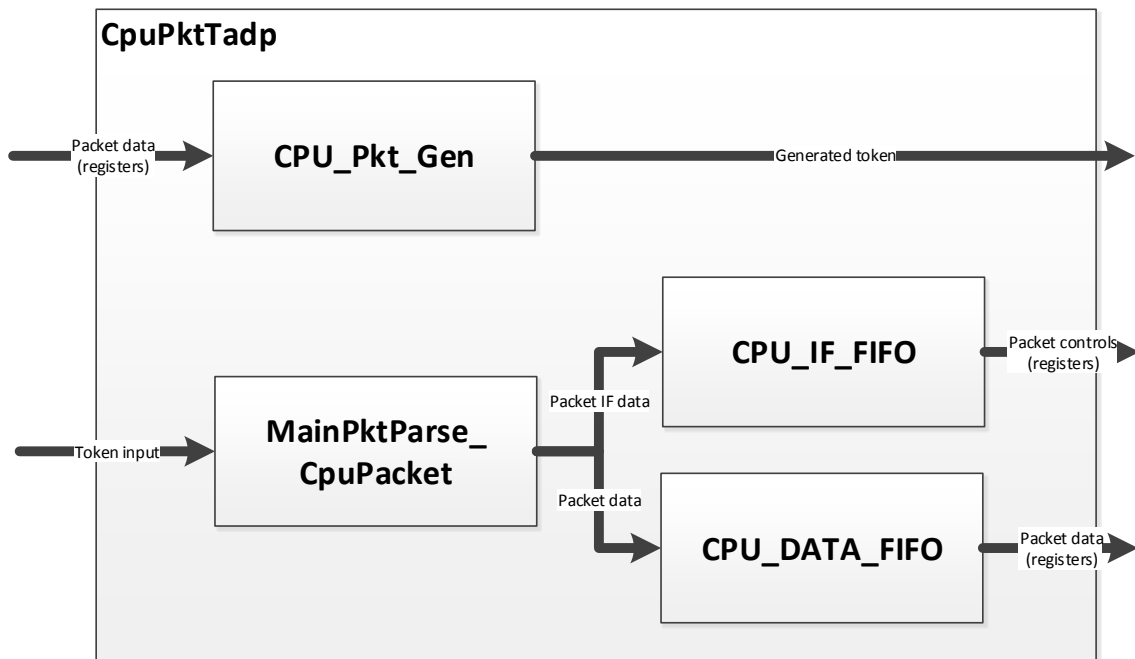 CpuPktTadp
Packet data
(registers)
CPU_Pkt_Gen
Generated token
CPU_IF_FIFO
Packet controls
(registers)
Packet IF data
Token input
MainPktParse_
CpuPacket
Packet data
CPU_DATA_FIFO
Packet data
(registers)